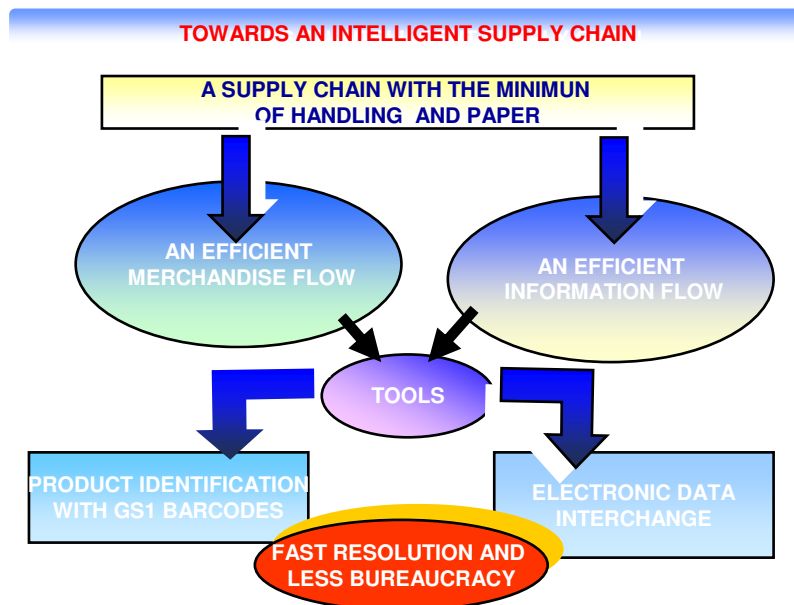 TOWARDS AN INTELLIGENT SUPPLY CHAIN
A SUPPLY CHAIN WITH THE MINIMUN
OF HANDLING AND PAPER
AN EFFICIENT
MERCHANDISE FLOW
AN EFFICIENT
INFORMATION FLOW
TOOLS
PRODUCT IDENTIFICATION
WITH GS1 BARCODES
ELECTRONIC DATA
INTERCHANGE
FAST RESOLUTION AND
LESS BUREAUCRACY